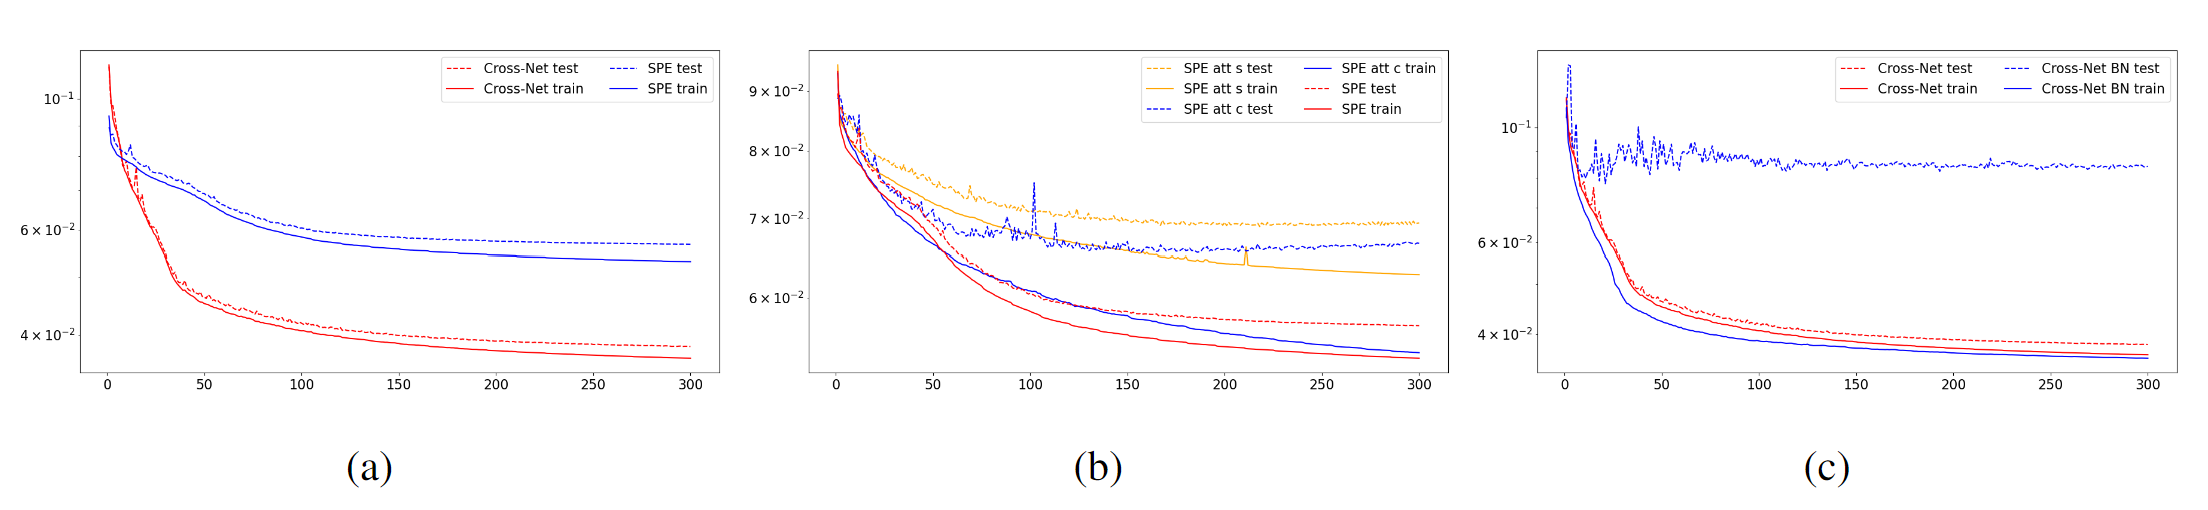 Cross-Net test
Cross-Net train
SPE test
SPE train
10⁻¹
6 × 10⁻²
4 × 10⁻²
0 50 100 150 200 250 300
(a)
SPE att s test
SPE att s train
SPE att c test
SPE att c train
SPE test
SPE train
9 × 10⁻²
8 × 10⁻²
7 × 10⁻²
6 × 10⁻²
0 50 100 150 200 250 300
(b)
Cross-Net test
Cross-Net train
Cross-Net BN test
Cross-Net BN train
10⁻¹
6 × 10⁻²
4 × 10⁻²
0 50 100 150 200 250 300
(c)